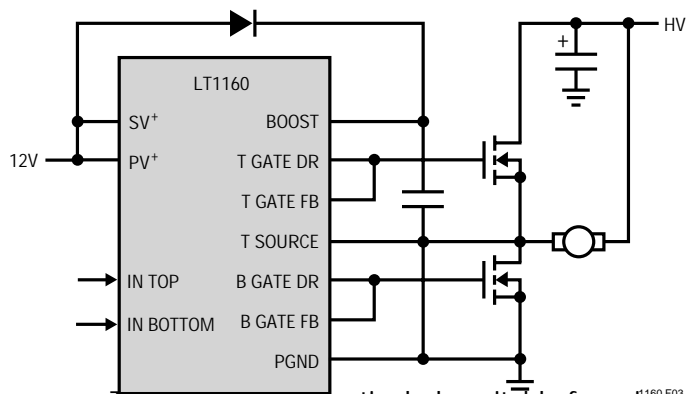 HV
+
LT1160
SV+ BOOST
12V PV+ T GATE DR
T GATE FB
T SOURCE
IN TOP B GATE DR
B GATE FB
IN BOTTOM
PGND
1160 F03